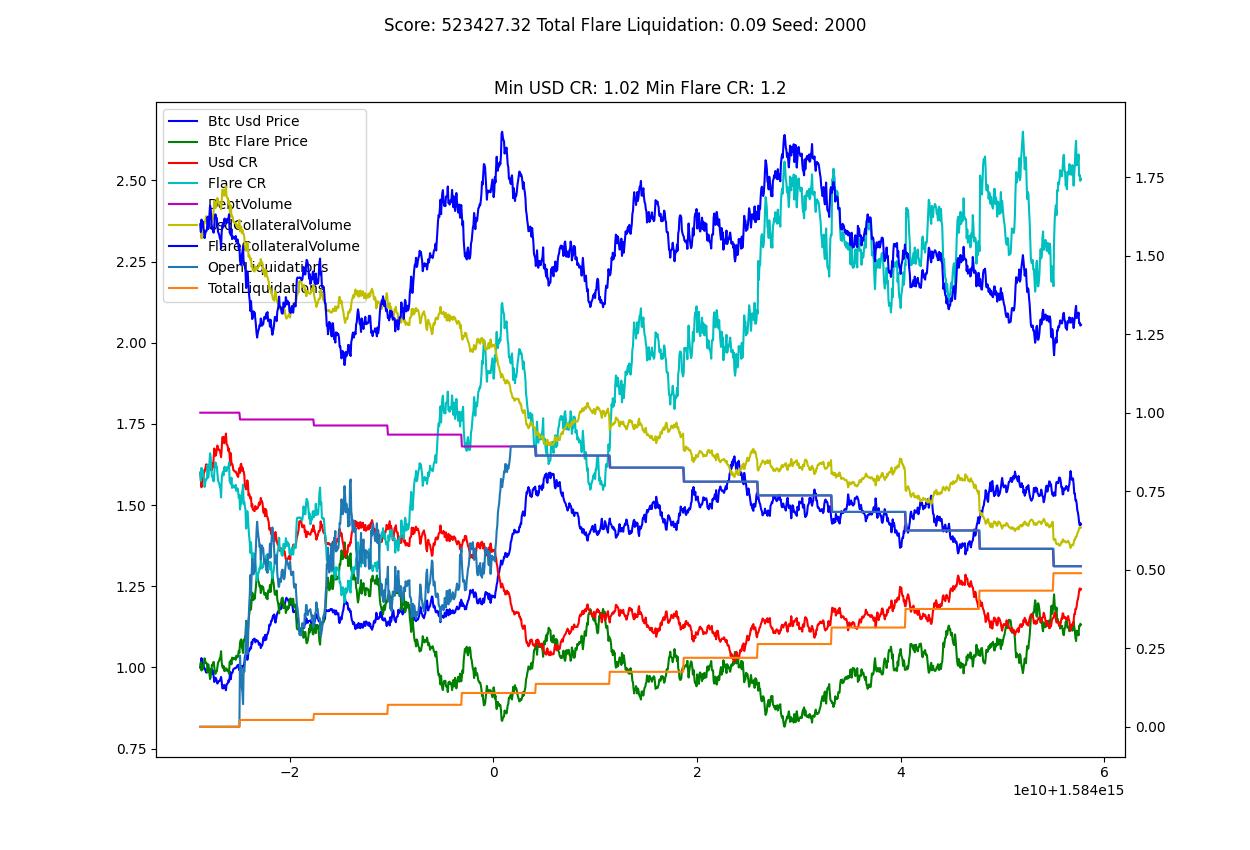 Score: 523427.32 Total Flare Liquidation: 0.09 Seed: 2000
Min USD CR: 1.02 Min Flare CR: 1.2
Btc Usd Price
Btc Flare Price
Usd CR
Flare CR
DebtVolume
UsdCollateralVolume
FlareCollateralVolume
OpenLiquidations
TotalLiquidations
2.50
2.25
2.00
1.75
1.50
1.25
1.00
0.75
1.75
1.50
1.25
1.00
0.75
0.50
0.25
0.00
−2
0
2
4
6
1e10+1.584e15